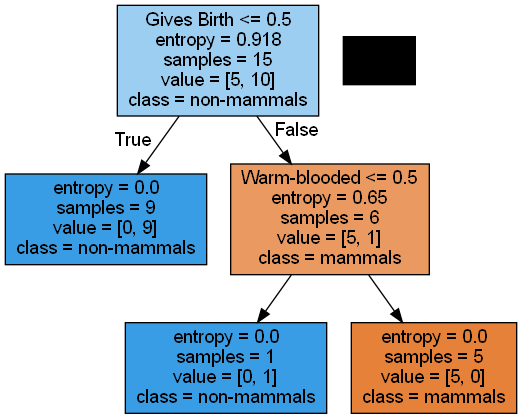 Gives Birth <= 0.5
entropy = 0.918
samples = 15
value = [5, 10]
class = non-mammals
True
False
entropy = 0.0
samples = 9
value = [0, 9]
class = non-mammals
Warm-blooded <= 0.5
entropy = 0.65
samples = 6
value = [5, 1]
class = mammals
entropy = 0.0
samples = 1
value = [0, 1]
class = non-mammals
entropy = 0.0
samples = 5
value = [5, 0]
class = mammals